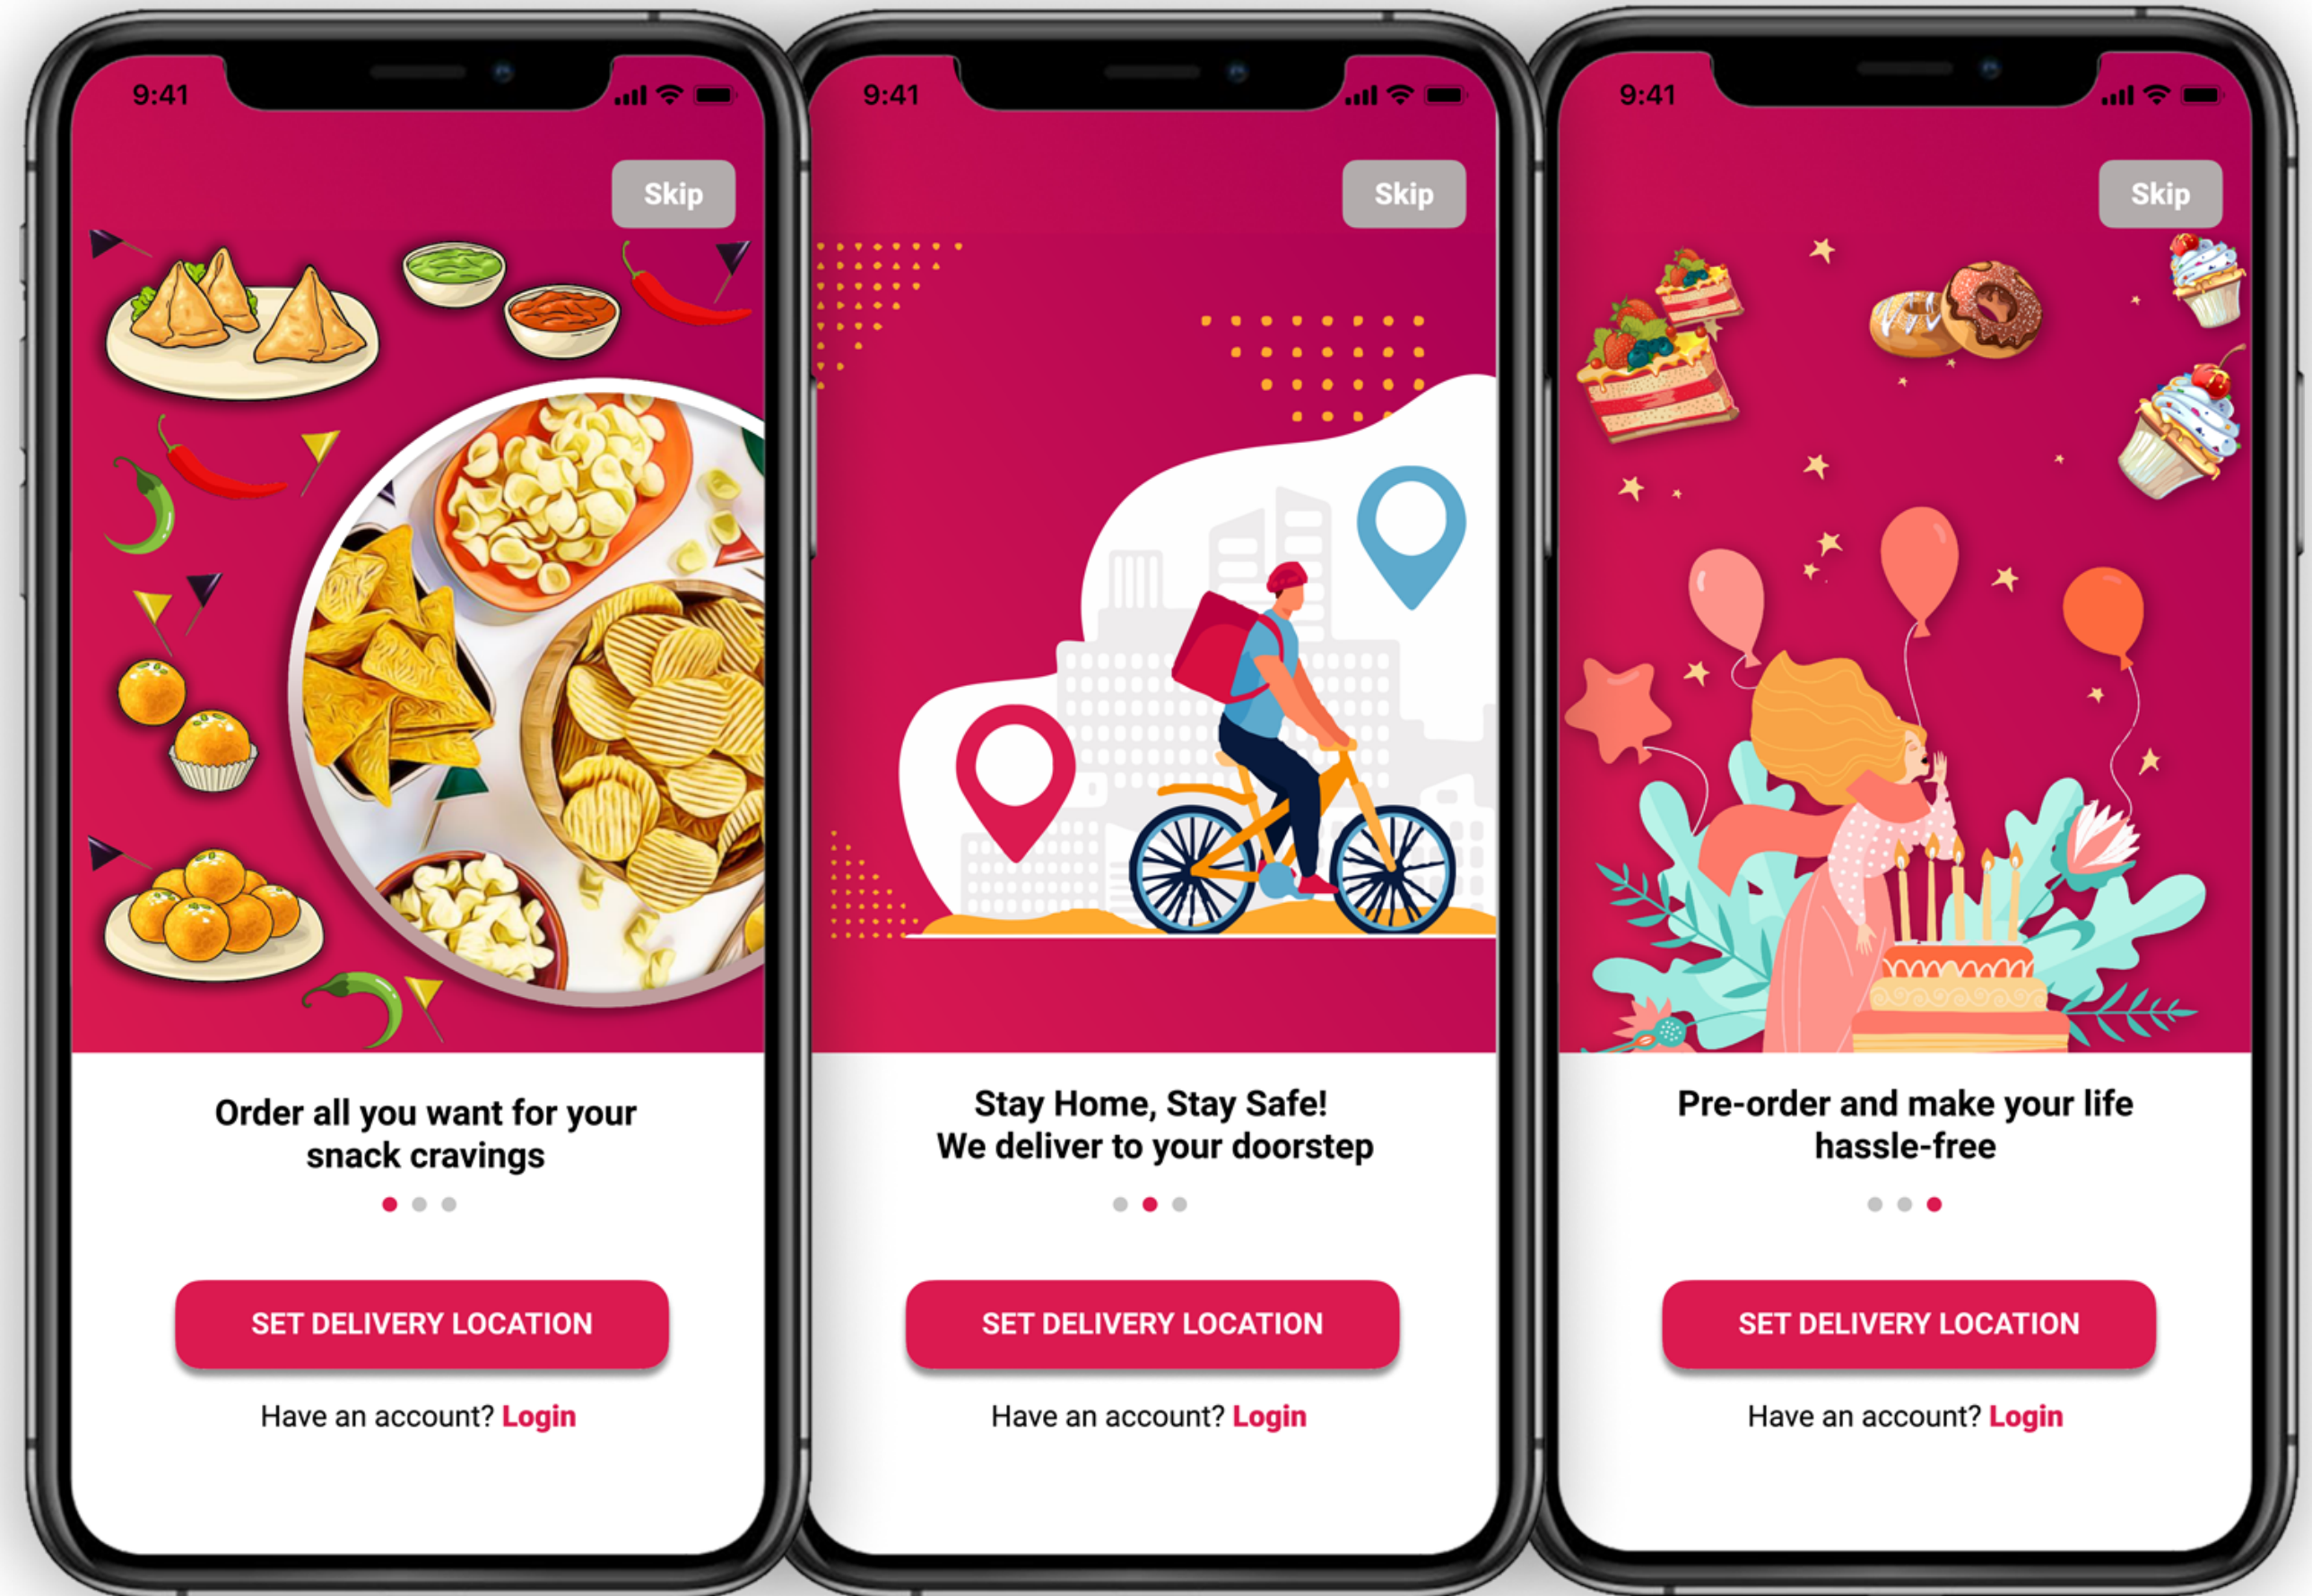 9:41
Skip
Order all you want for your
snack cravings
SET DELIVERY LOCATION
Have an account? Login
9:41
Skip
Stay Home, Stay Safe!
We deliver to your doorstep
SET DELIVERY LOCATION
Have an account? Login
9:41
Skip
Pre-order and make your life
hassle-free
SET DELIVERY LOCATION
Have an account? Login